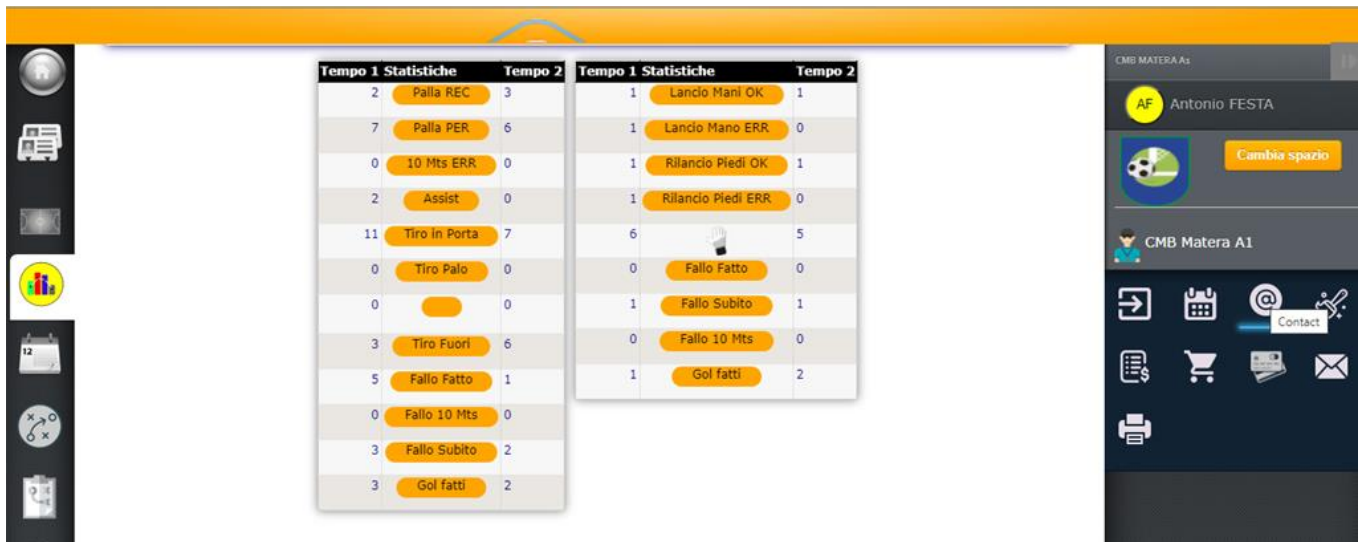 Tempo 1 Statistiche Tempo 2
2 Palla REC 3
7 Palla PER 6
0 10 Mts ERR 0
2 Assist 0
11 Tiro in Porta 7
0 Tiro Palo 0
0 0
3 Tiro Fuori 6
5 Fallo Fatto 1
0 Fallo 10 Mts 0
3 Fallo Subito 2
3 Gol fatti 2
Tempo 1 Statistiche Tempo 2
1 Lancio Mani OK 1
1 Lancio Mano ERR 0
1 Rilancio Piedi OK 1
1 Rilancio Piedi ERR 0
6 5
0 Fallo Fatto 0
1 Fallo Subito 1
0 Fallo 10 Mts 0
1 Gol fatti 2
12
CMB MATERA A1
AF Antonio FESTA
Cambia spazio
CMB Matera A1
Contact